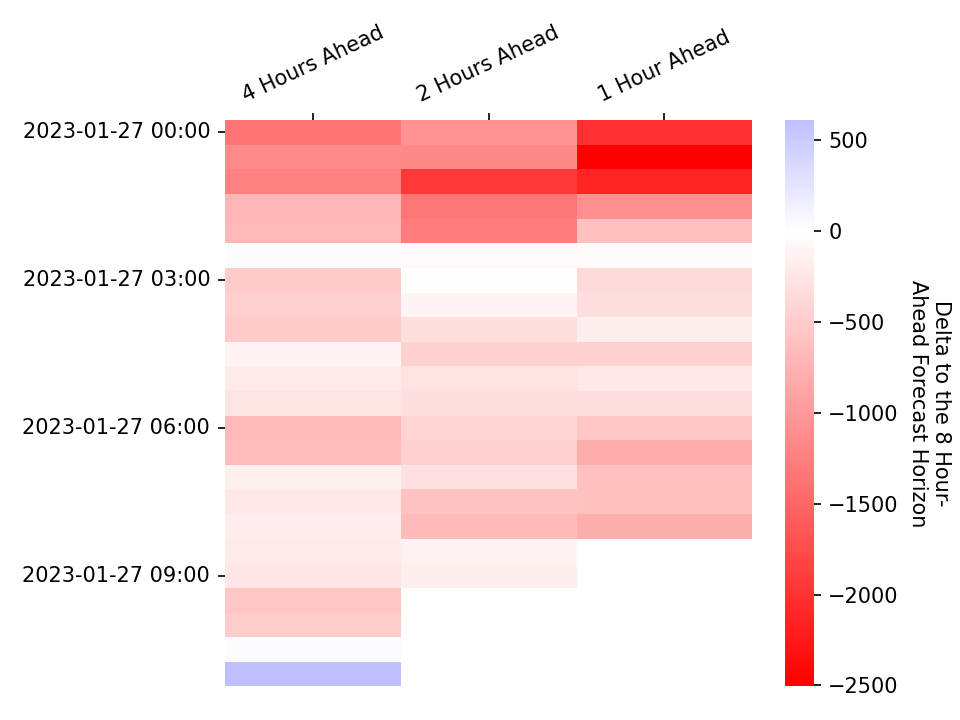 4 Hours Ahead
2 Hours Ahead
1 Hour Ahead
2023-01-27 00:00
2023-01-27 03:00
2023-01-27 06:00
2023-01-27 09:00
500
0
−500
−1000
−1500
−2000
−2500
Delta to the 8 Hour-
Ahead Forecast Horizon